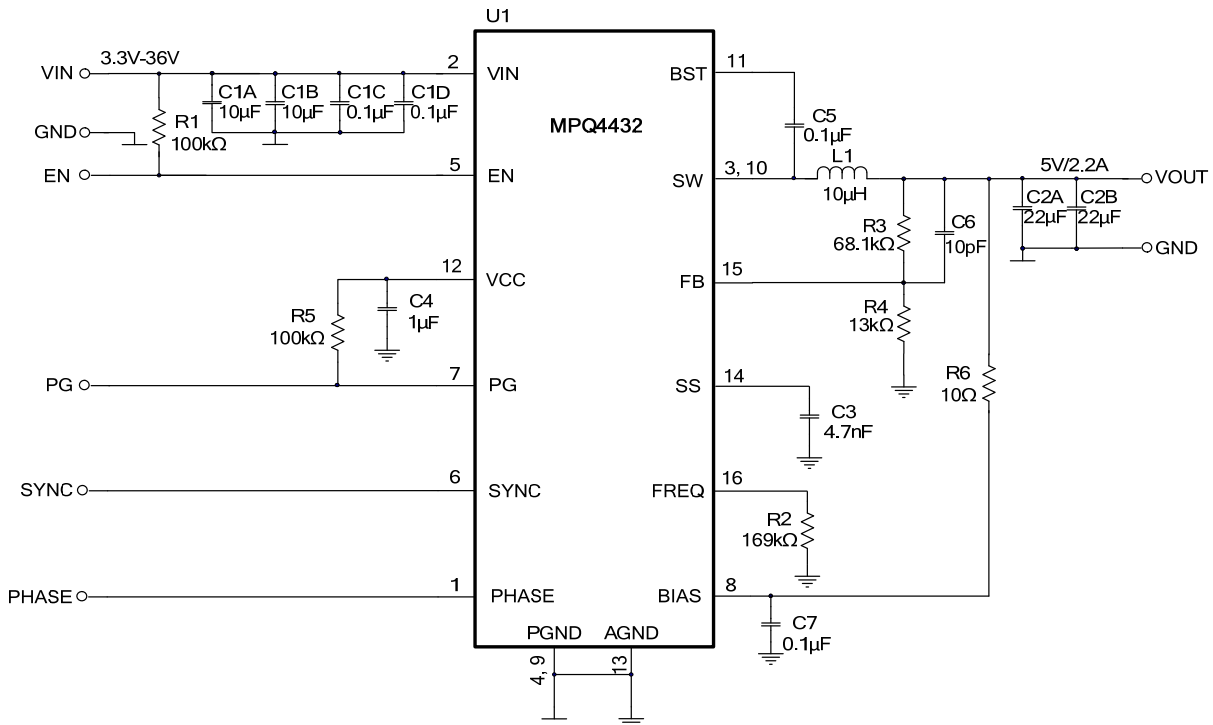 U1
VIN
3.3V-36V
2
VIN
C1A
10µF
C1B
10µF
C1C
0.1µF
C1D
0.1µF
GND
R1
100kΩ
EN
5
EN
12
VCC
R5
100kΩ
C4
1µF
PG
7
PG
SYNC
6
SYNC
PHASE
1
PHASE
MPQ4432
BST
11
C5
0.1µF
SW
3, 10
L1
10µH
5V/2.2A
VOUT
C2A
22µF
C2B
22µF
GND
R3
68.1kΩ
C6
10pF
FB
15
R4
13kΩ
SS
14
C3
4.7nF
R6
10Ω
FREQ
16
R2
169kΩ
BIAS
8
C7
0.1µF
PGND
AGND
4, 9
13